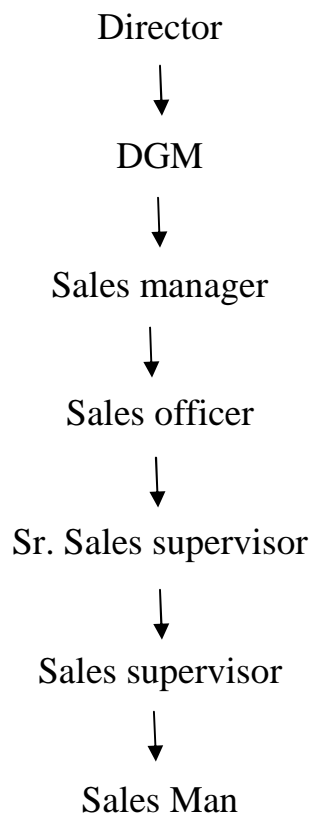 Director
DGM
Sales manager
Sales officer
Sr. Sales supervisor
Sales supervisor
Sales Man